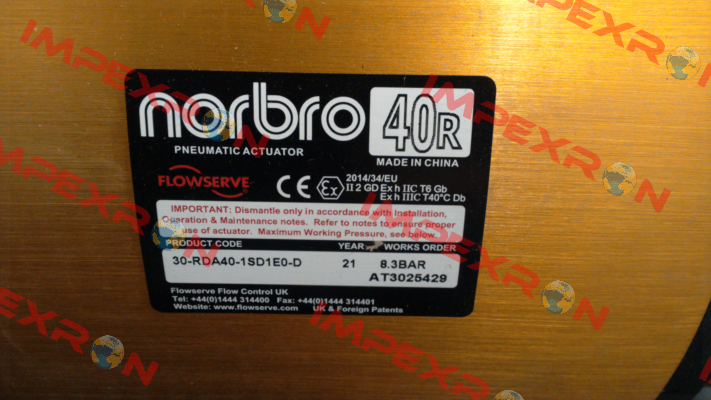 norbro 40R
PNEUMATIC ACTUATOR
MADE IN CHINA
FLOWSERVE
CE Ex
2014/34/EU
II 2 GD Ex h IIC T6 Gb
Ex h IIIC T40°C Db
IMPORTANT: Dismantle only in accordance with Installation,
Operation & Maintenance notes. Refer to notes to ensure proper
use of actuator. Maximum Working Pressure, see below.
PRODUCT CODE YEAR WORKS ORDER
30-RDA40-1SD1E0-D 21 8.3BAR
AT3025429
Flowserve Flow Control UK
Tel: +44(0)1444 314400 Fax: +44(0)1444 314401
Website: www.flowserve.com UK & Foreign Patents
IMPEXRON
IMPEXRON
IMPEXRON
IMPEXRON
IMPEXRON
IMPEXRON